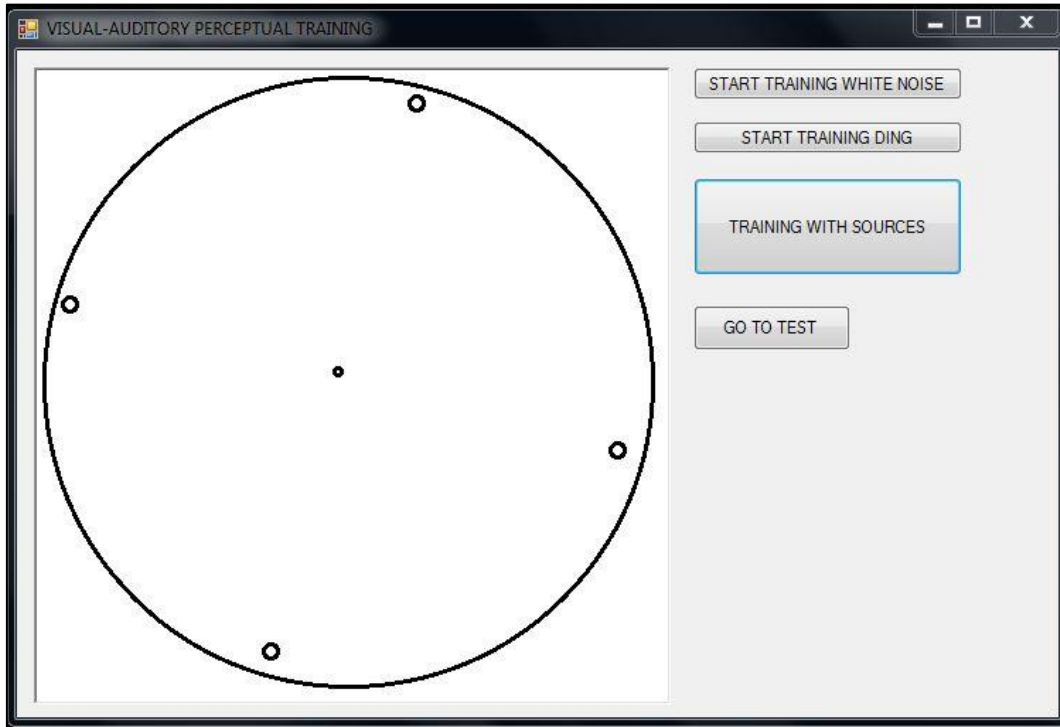 VISUAL-AUDITORY PERCEPTUAL TRAINING
START TRAINING WHITE NOISE
START TRAINING DING
TRAINING WITH SOURCES
GO TO TEST